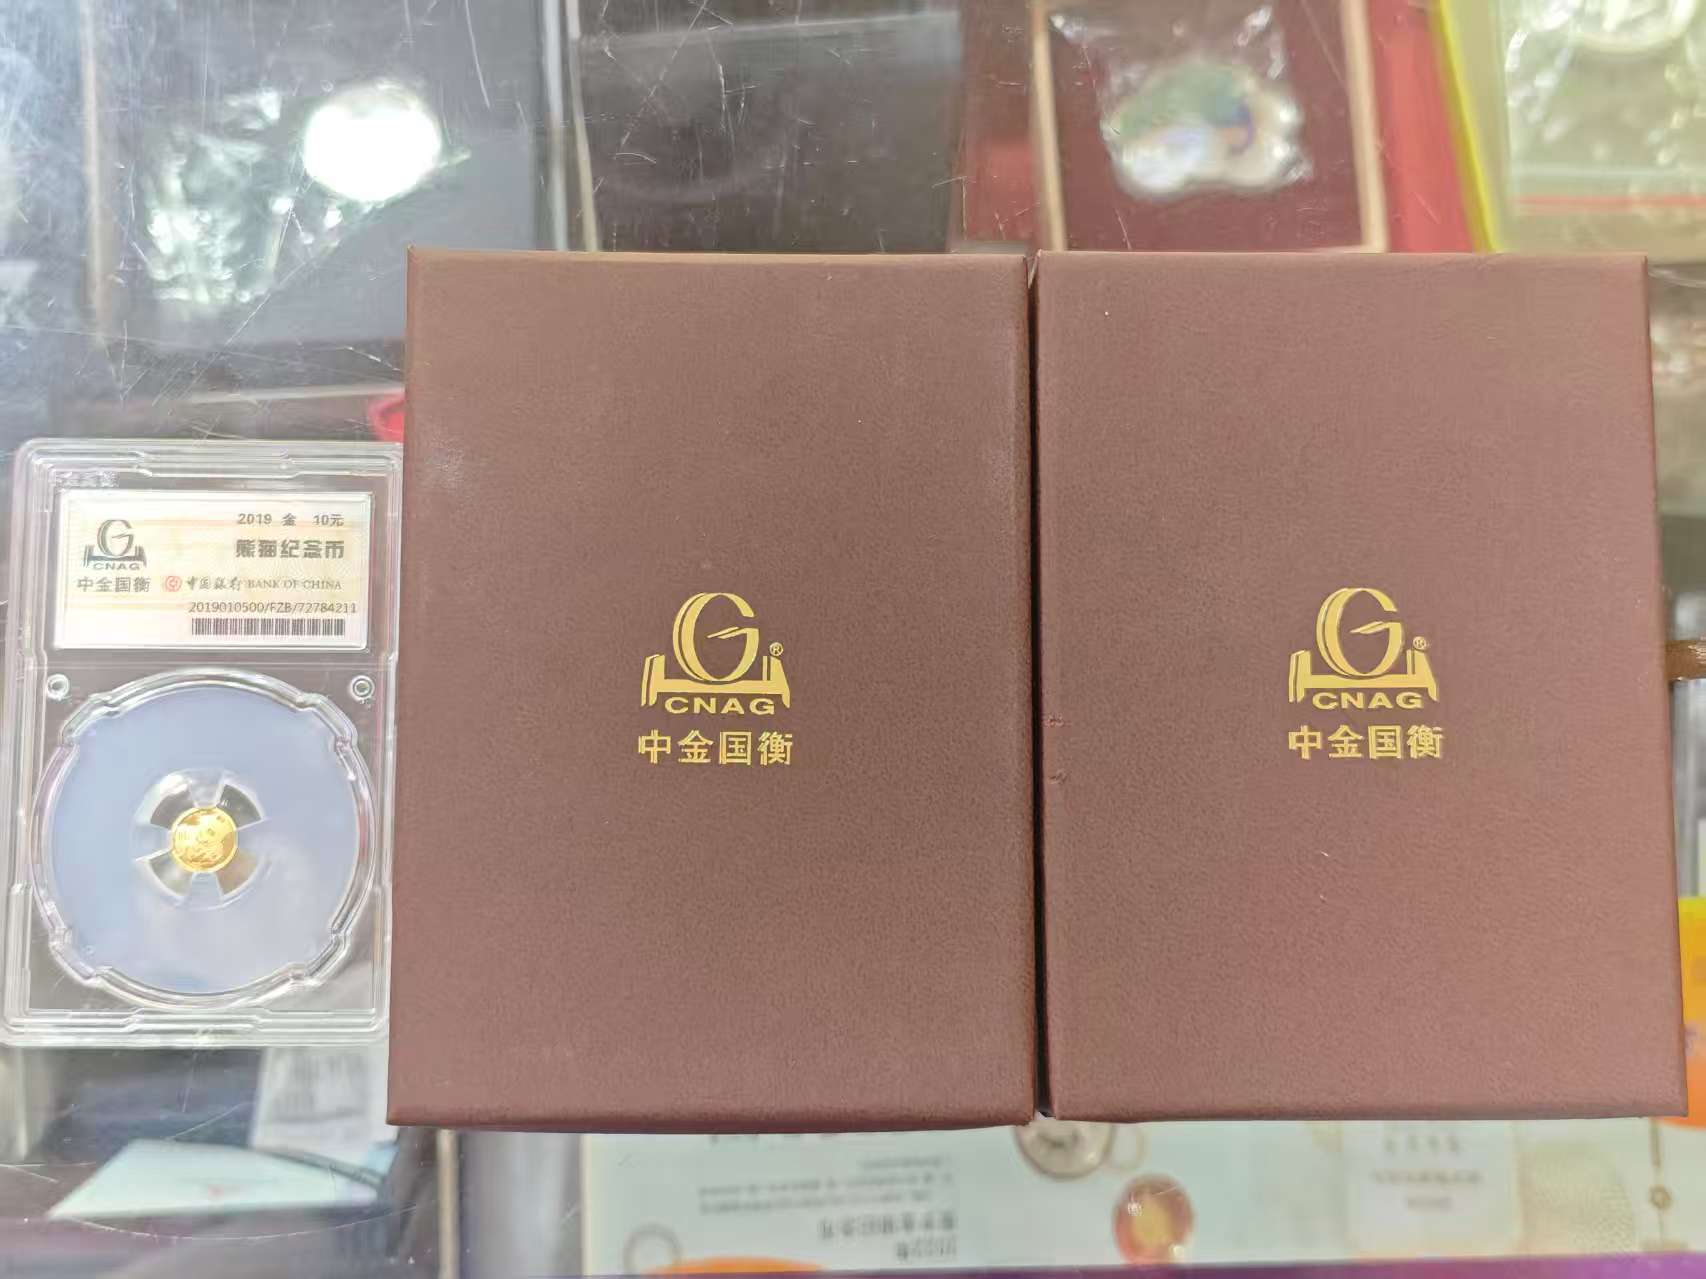 2019 金 10元
熊猫纪念币
G
CNAG
中金国衡
中国银行 BANK OF CHINA
2019010500/FZB/72784211
G®
CNAG
中金国衡
G®
CNAG
中金国衡